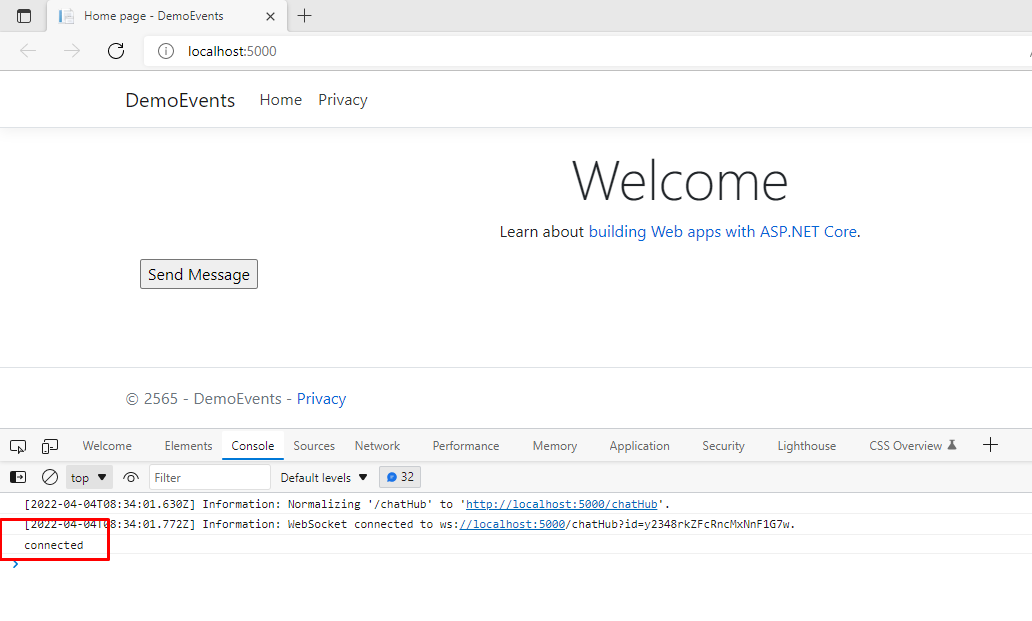 Home page - DemoEvents
localhost:5000
DemoEvents Home Privacy
Welcome
Learn about building Web apps with ASP.NET Core.
Send Message
© 2565 - DemoEvents - Privacy
Welcome Elements Console Sources Network Performance Memory Application Security Lighthouse CSS Overview
top Filter Default levels 32
[2022-04-04T08:34:01.630Z] Information: Normalizing '/chatHub' to 'http://localhost:5000/chatHub'.
[2022-04-04T08:34:01.772Z] Information: WebSocket connected to ws://localhost:5000/chatHub?id=y2348rkZFcRncMxNnF1G7w.
connected